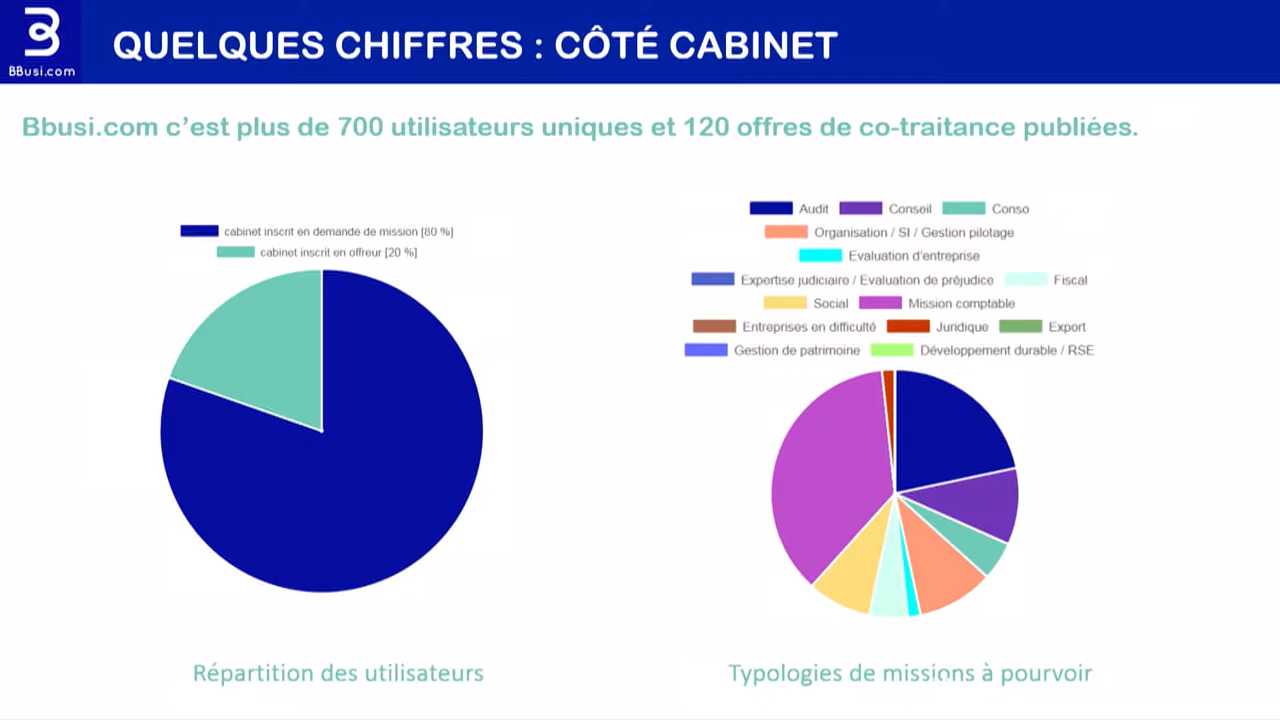 BBusi.com
QUELQUES CHIFFRES : CÔTÉ CABINET
Bbusi.com c’est plus de 700 utilisateurs uniques et 120 offres de co-traitance publiées.
cabinet inscrit en demande de mission [80 %]
cabinet inscrit en offreur [20 %]
Audit Conseil Conso
Organisation / SI / Gestion pilotage
Evaluation d'entreprise
Expertise judiciaire / Evaluation de préjudice Fiscal
Social Mission comptable
Entreprises en difficulté Juridique Export
Gestion de patrimoine Développement durable / RSE
Répartition des utilisateurs
Typologies de missions à pourvoir